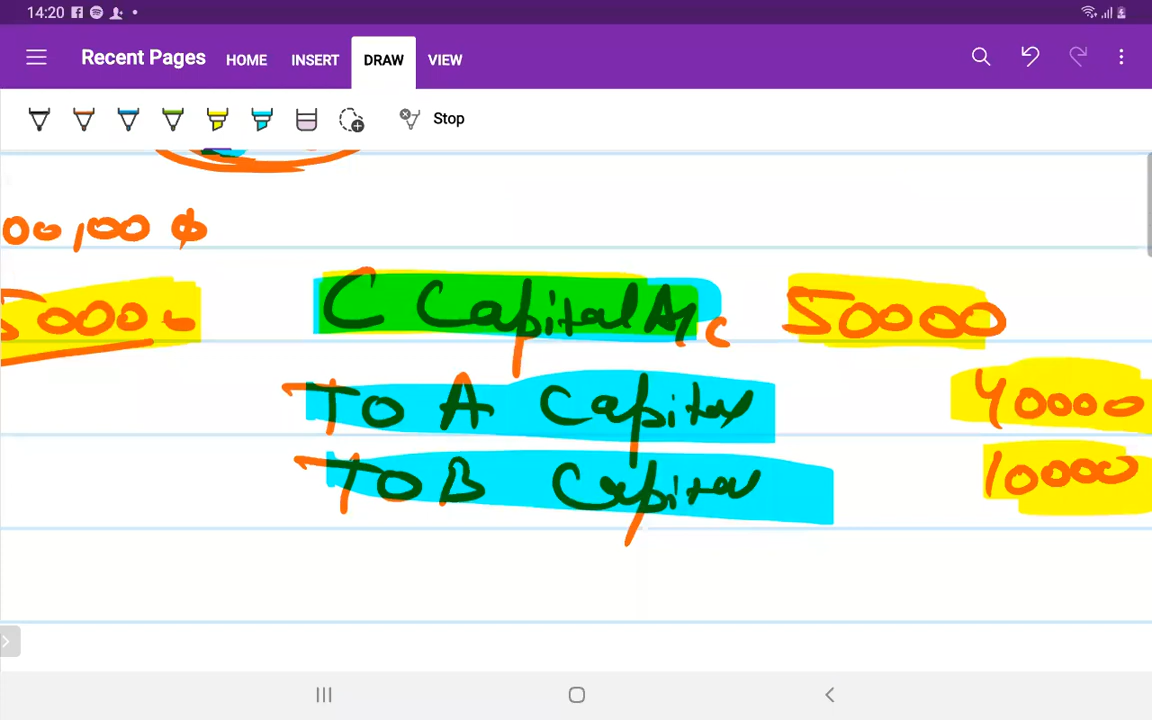 14:20
Recent Pages HOME INSERT DRAW VIEW
Stop
00,100 $
50000 C Capital A/c 50000
To A Capital 40000
To B Capital 10000